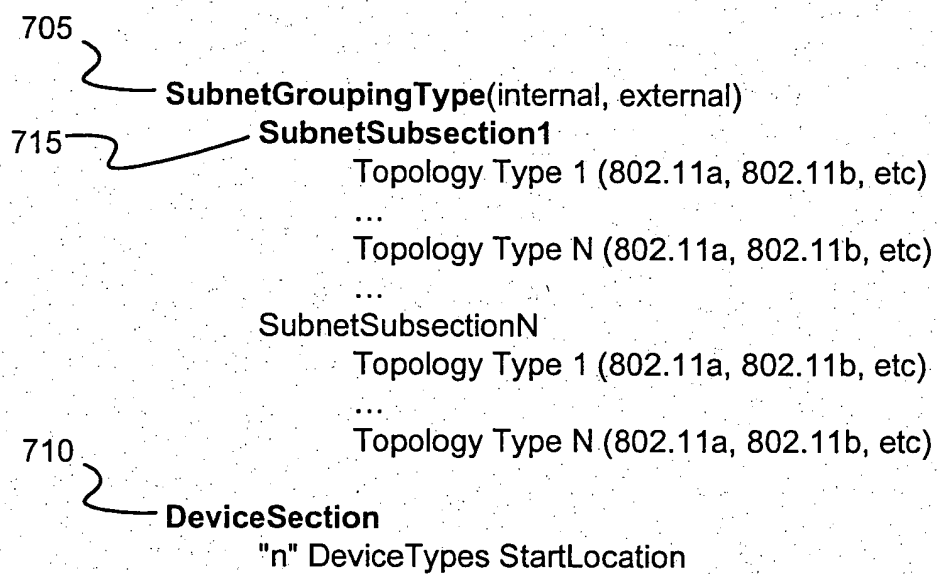 705
SubnetGroupingType(internal, external)
715
SubnetSubsection1
Topology Type 1 (802.11a, 802.11b, etc)
...
Topology Type N (802.11a, 802.11b, etc)
...
SubnetSubsectionN
Topology Type 1 (802.11a, 802.11b, etc)
...
Topology Type N (802.11a, 802.11b, etc)
710
DeviceSection
"n" DeviceTypes StartLocation